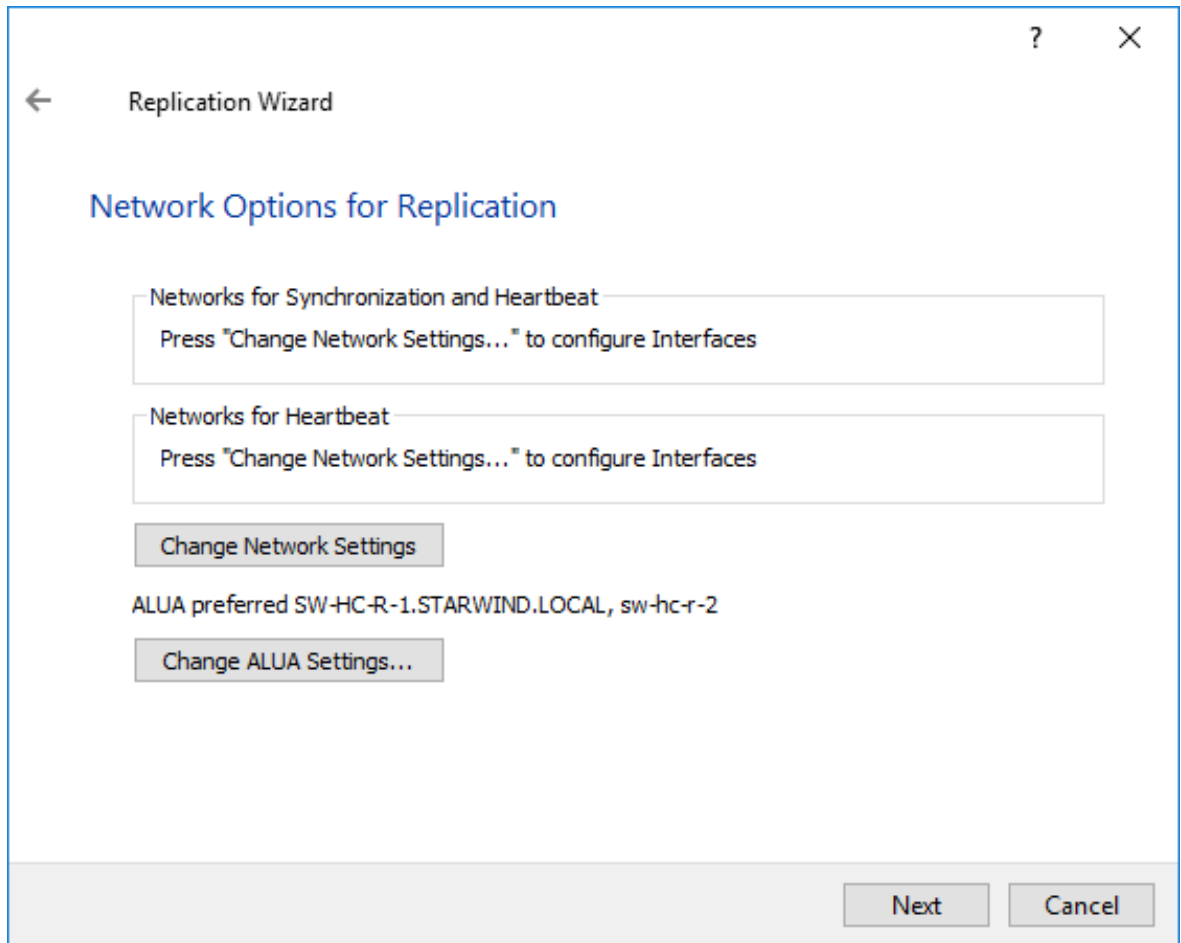 ?
Replication Wizard
Network Options for Replication
Networks for Synchronization and Heartbeat
Press "Change Network Settings..." to configure Interfaces
Networks for Heartbeat
Press "Change Network Settings..." to configure Interfaces
Change Network Settings
ALUA preferred SW-HC-R-1.STARWIND.LOCAL, sw-hc-r-2
Change ALUA Settings...
Next Cancel